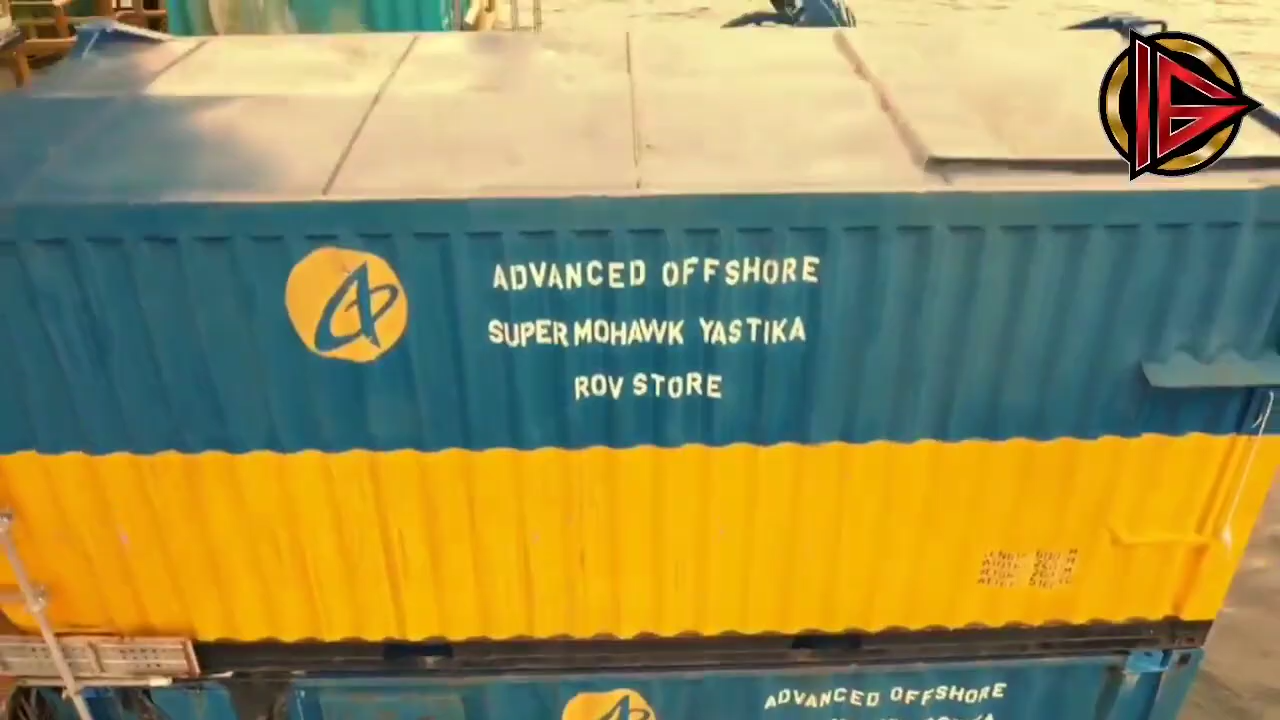 ADVANCED OFFSHORE
SUPER MOHAWK YASTIKA
ROV STORE
ADVANCED OFFSHORE